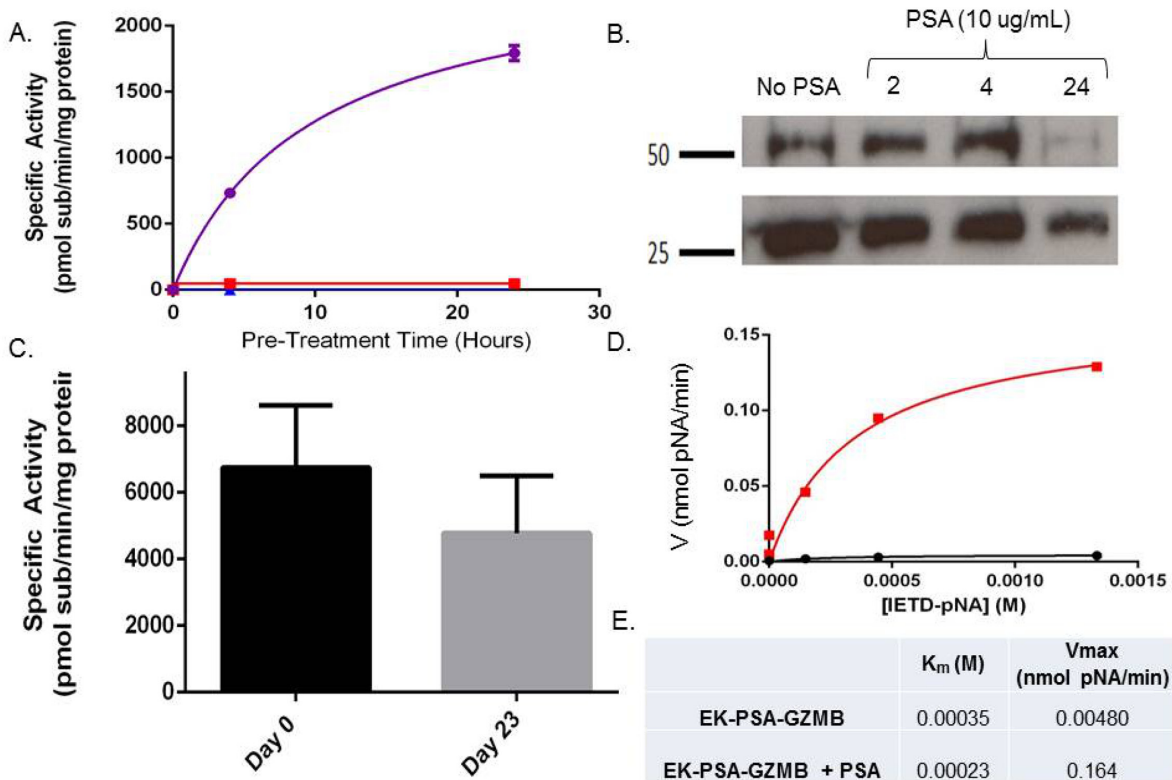 A.
Specific Activity
(pmol sub/min/mg protein)
2000
1500
1000
500
0
0
10
20
30
Pre-Treatment Time (Hours)
B.
PSA (10 ug/mL)
No PSA
2
4
24
50
25
C.
Specific Activity
(pmol sub/min/mg protein
8000
6000
4000
2000
0
Day 0
Day 23
D.
V (nmol pNA/min)
0.15
0.10
0.05
0.00
0.0000
0.0005
0.0010
0.0015
[IETD-pNA] (M)
E.
Km (M)
Vmax
(nmol pNA/min)
EK-PSA-GZMB
0.00035
0.00480
EK-PSA-GZMB + PSA
0.00023
0.164